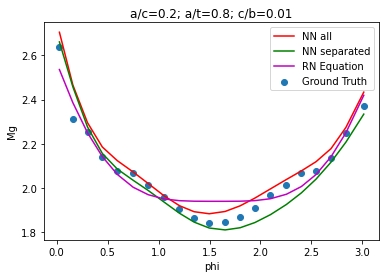 a/c=0.2; a/t=0.8; c/b=0.01
NN all
NN separated
RN Equation
Ground Truth
Mg
2.6
2.4
2.2
2.0
1.8
0.0 0.5 1.0 1.5 2.0 2.5 3.0
phi